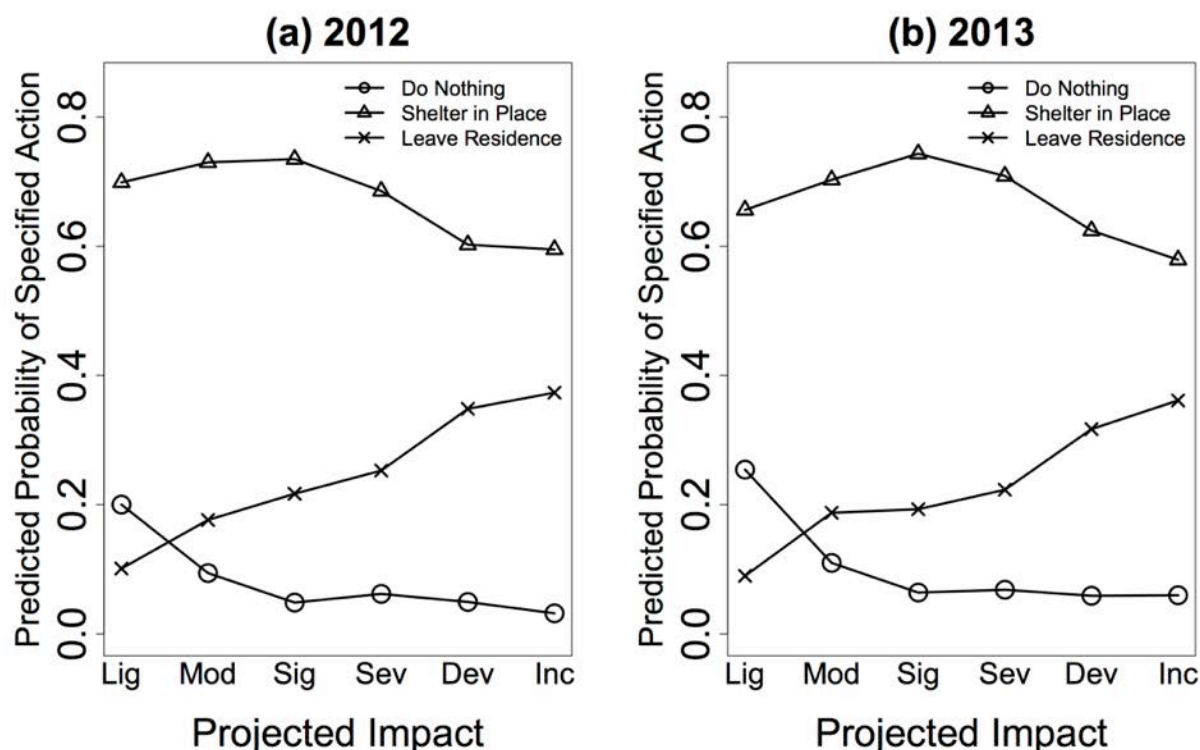 (a) 2012
Predicted Probability of Specified Action
0.8
0.6
0.4
0.2
0.0
Do Nothing
Shelter in Place
Leave Residence
Lig Mod Sig Sev Dev Inc
Projected Impact
(b) 2013
Predicted Probability of Specified Action
0.8
0.6
0.4
0.2
0.0
Do Nothing
Shelter in Place
Leave Residence
Lig Mod Sig Sev Dev Inc
Projected Impact